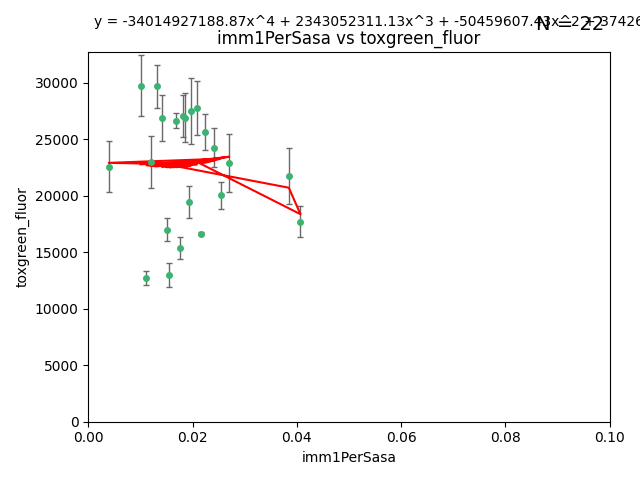 y = -34014927188.87x^4 + 2343052311.13x^3 + -50459607.43x^2 + 37426
N = 22
imm1PerSasa vs toxgreen_fluor
30000
25000
20000
15000
10000
5000
0
toxgreen_fluor
0.00 0.02 0.04 0.06 0.08 0.10
imm1PerSasa